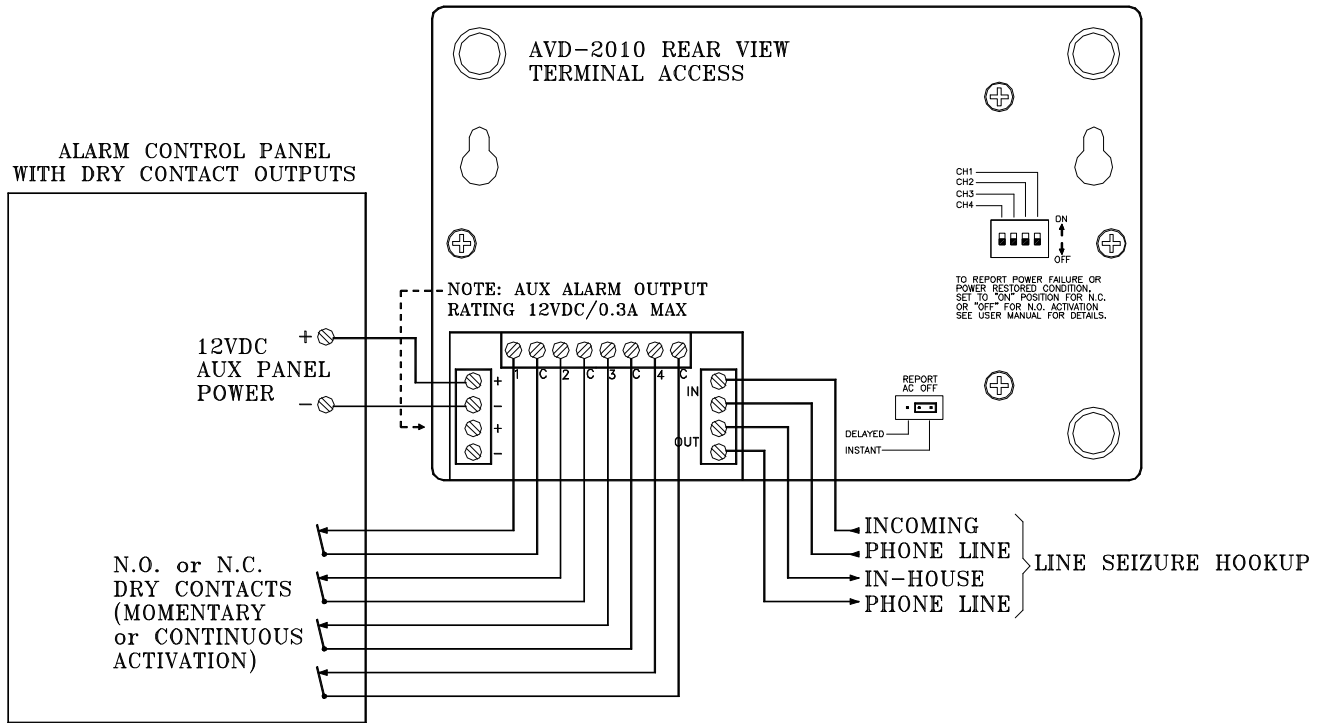 AVD-2010 REAR VIEW
TERMINAL ACCESS
ALARM CONTROL PANEL
WITH DRY CONTACT OUTPUTS
CH1
CH2
CH3
CH4
ON
OFF
TO REPORT POWER FAILURE OR
POWER RESTORED CONDITION,
SET TO "ON" POSITION FOR N.C.
OR "OFF" FOR N.O. ACTIVATION
SEE USER MANUAL FOR DETAILS.
NOTE: AUX ALARM OUTPUT
RATING 12VDC/0.3A MAX
12VDC
AUX PANEL
POWER
+
-
+
-
+
-
1 C 2 C 3 C 4 C
IN
OUT
REPORT
AC OFF
DELAYED
INSTANT
INCOMING
PHONE LINE
IN-HOUSE
PHONE LINE
LINE SEIZURE HOOKUP
N.O. or N.C.
DRY CONTACTS
(MOMENTARY
or CONTINUOUS
ACTIVATION)